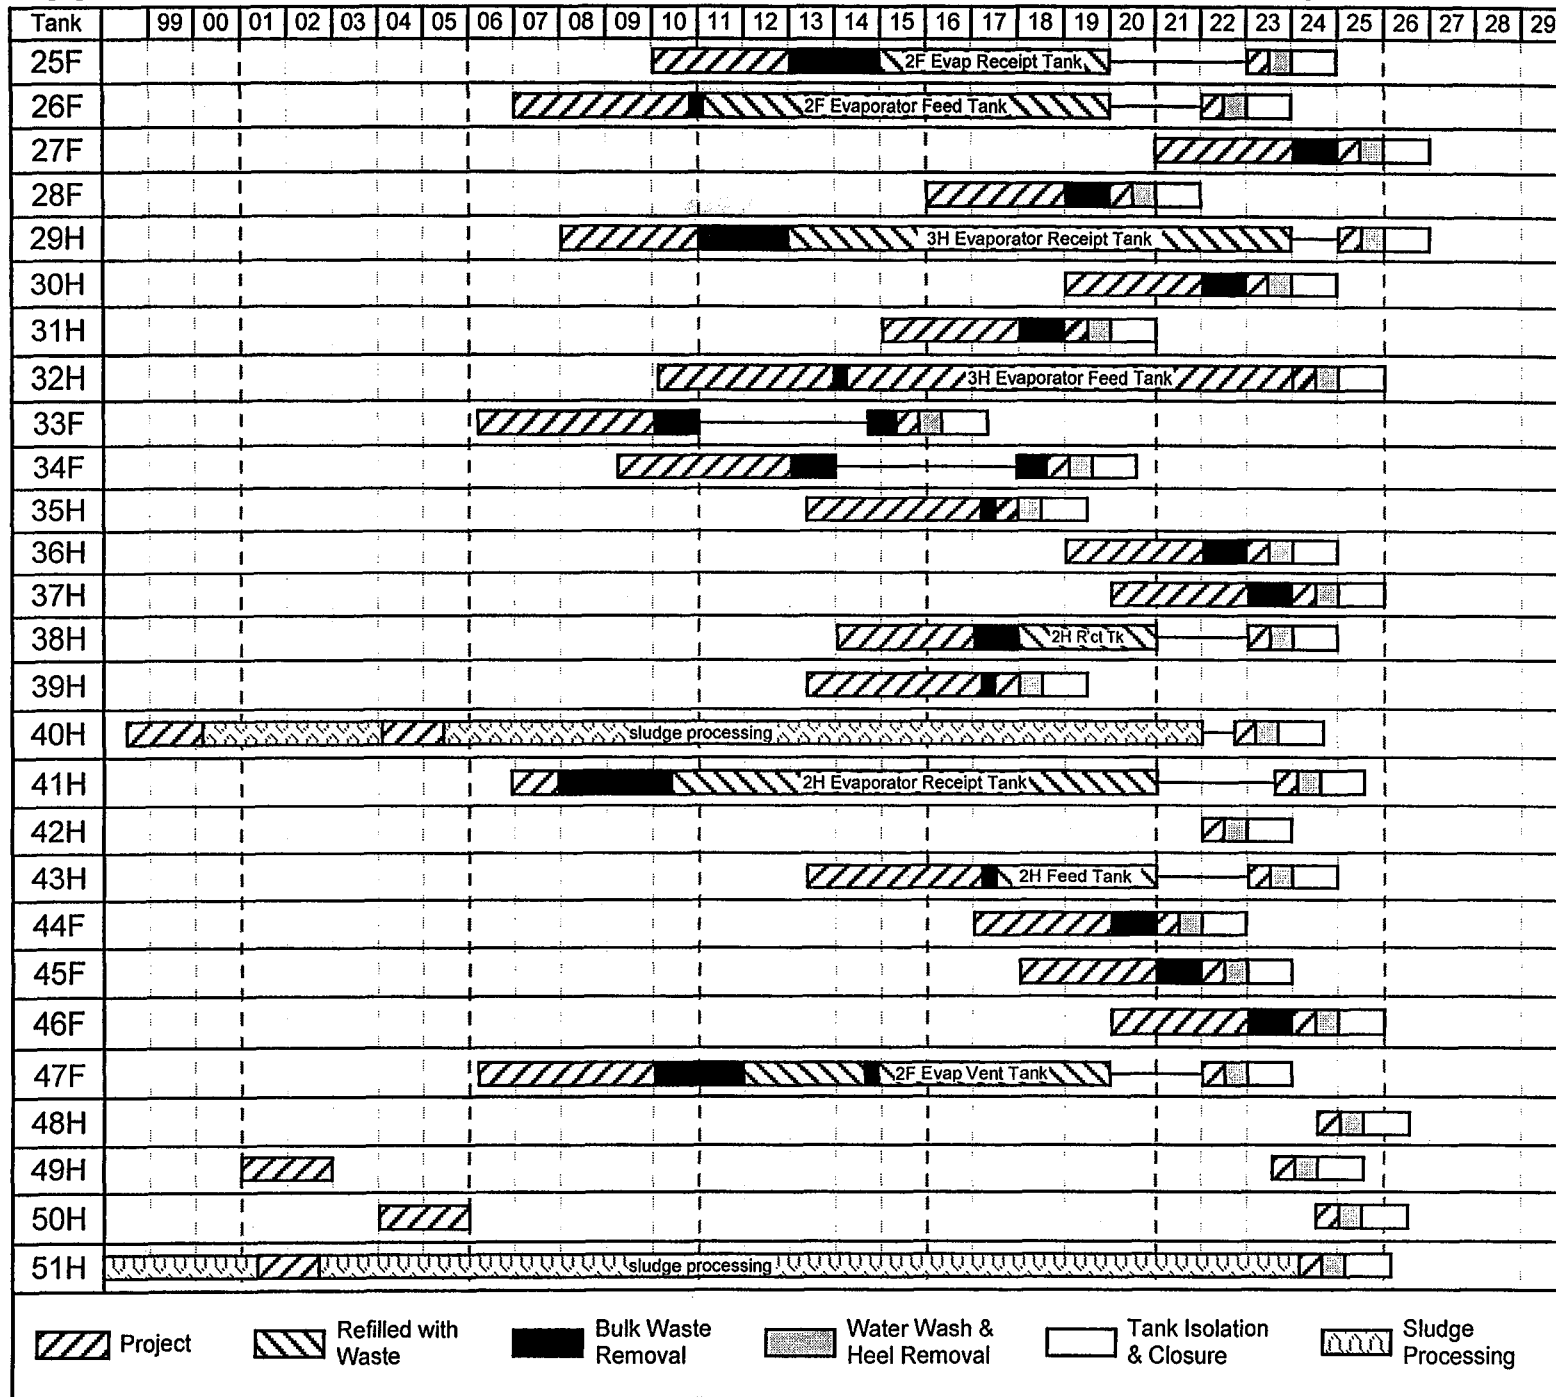 Tank 99 00 01 02 03 04 05 06 07 08 09 10 11 12 13 14 15 16 17 18 19 20 21 22 23 24 25 26 27 28 29
25F 2F Evap Receipt Tank
26F 2F Evaporator Feed Tank
27F
28F
29H 3H Evaporator Receipt Tank
30H
31H
32H 3H Evaporator Feed Tank
33F
34F
35H
36H
37H
38H 2H R'ct Tk
39H
40H sludge processing
41H 2H Evaporator Receipt Tank
42H
43H 2H Feed Tank
44F
45F
46F
47F 2F Evap Vent Tank
48H
49H
50H
51H sludge processing
Project
Refilled with
Waste
Bulk Waste
Removal
Water Wash &
Heel Removal
Tank Isolation
& Closure
Sludge
Processing